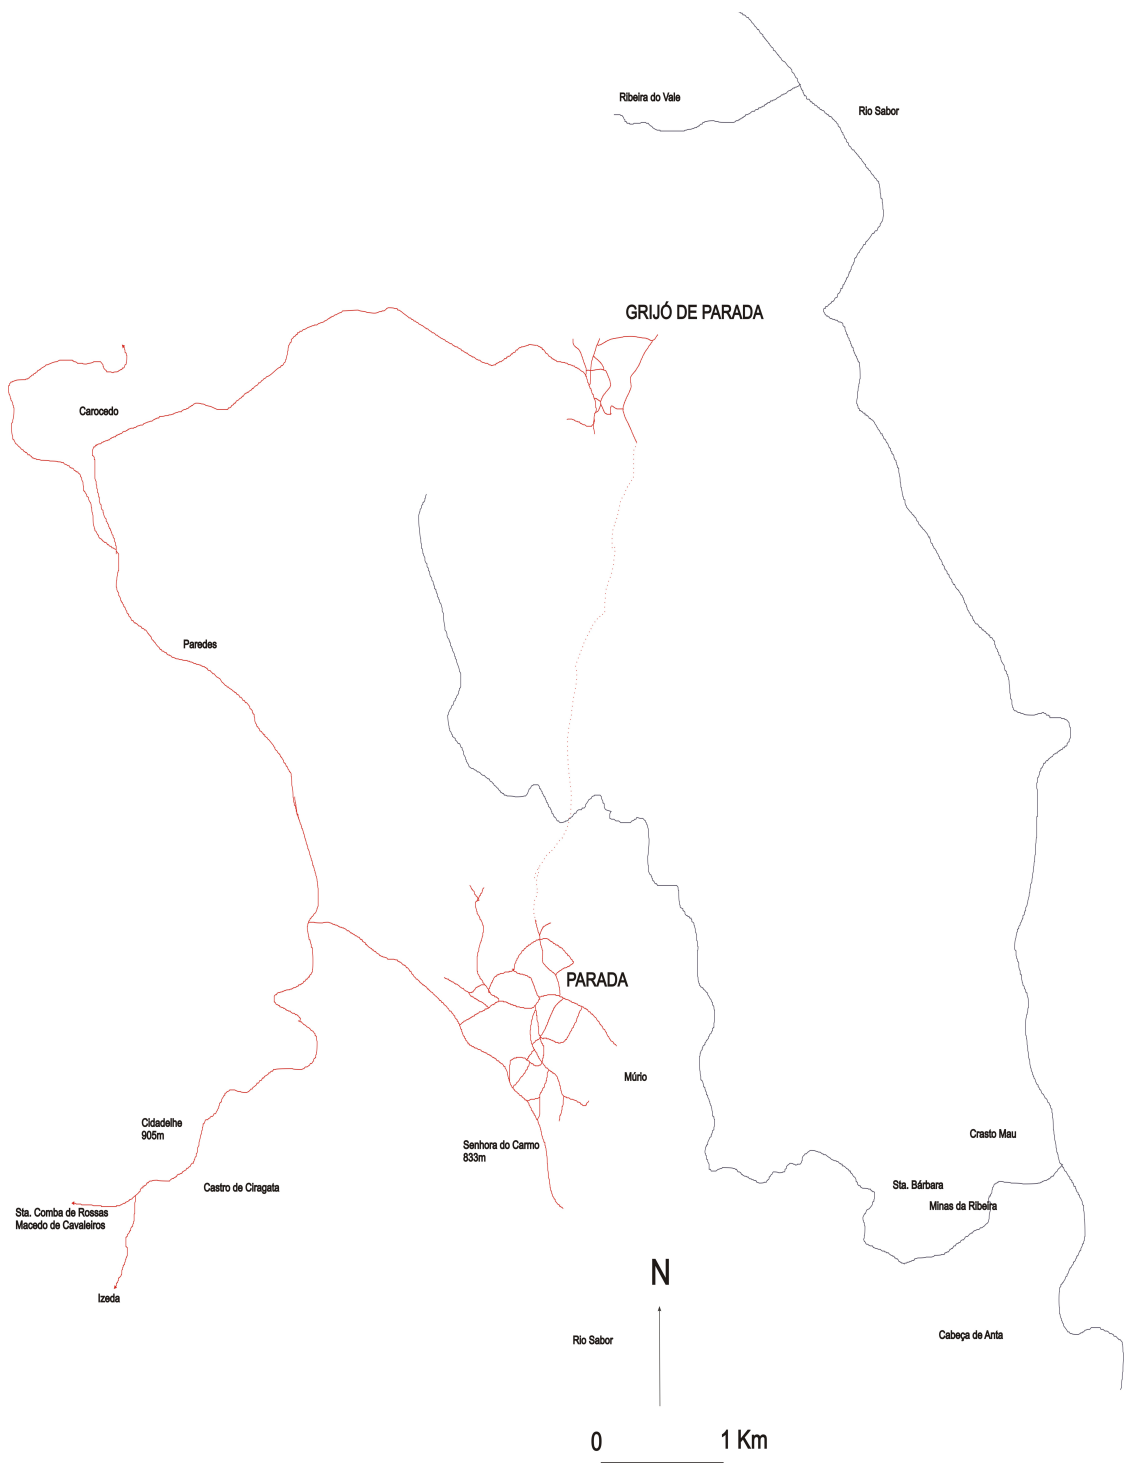 Ribeira do Vale
Rio Sabor
GRIJÓ DE PARADA
Carocedo
Paredes
PARADA
Múrio
Cidadelhe
905m
Crasto Mau
Senhora do Carmo
833m
Castro de Ciragata
Sta. Bárbara
Minas da Ribeira
Sta. Comba de Rossas
Macedo de Cavaleiros
N
Izeda
Rio Sabor
Cabeça de Anta
0 1 Km